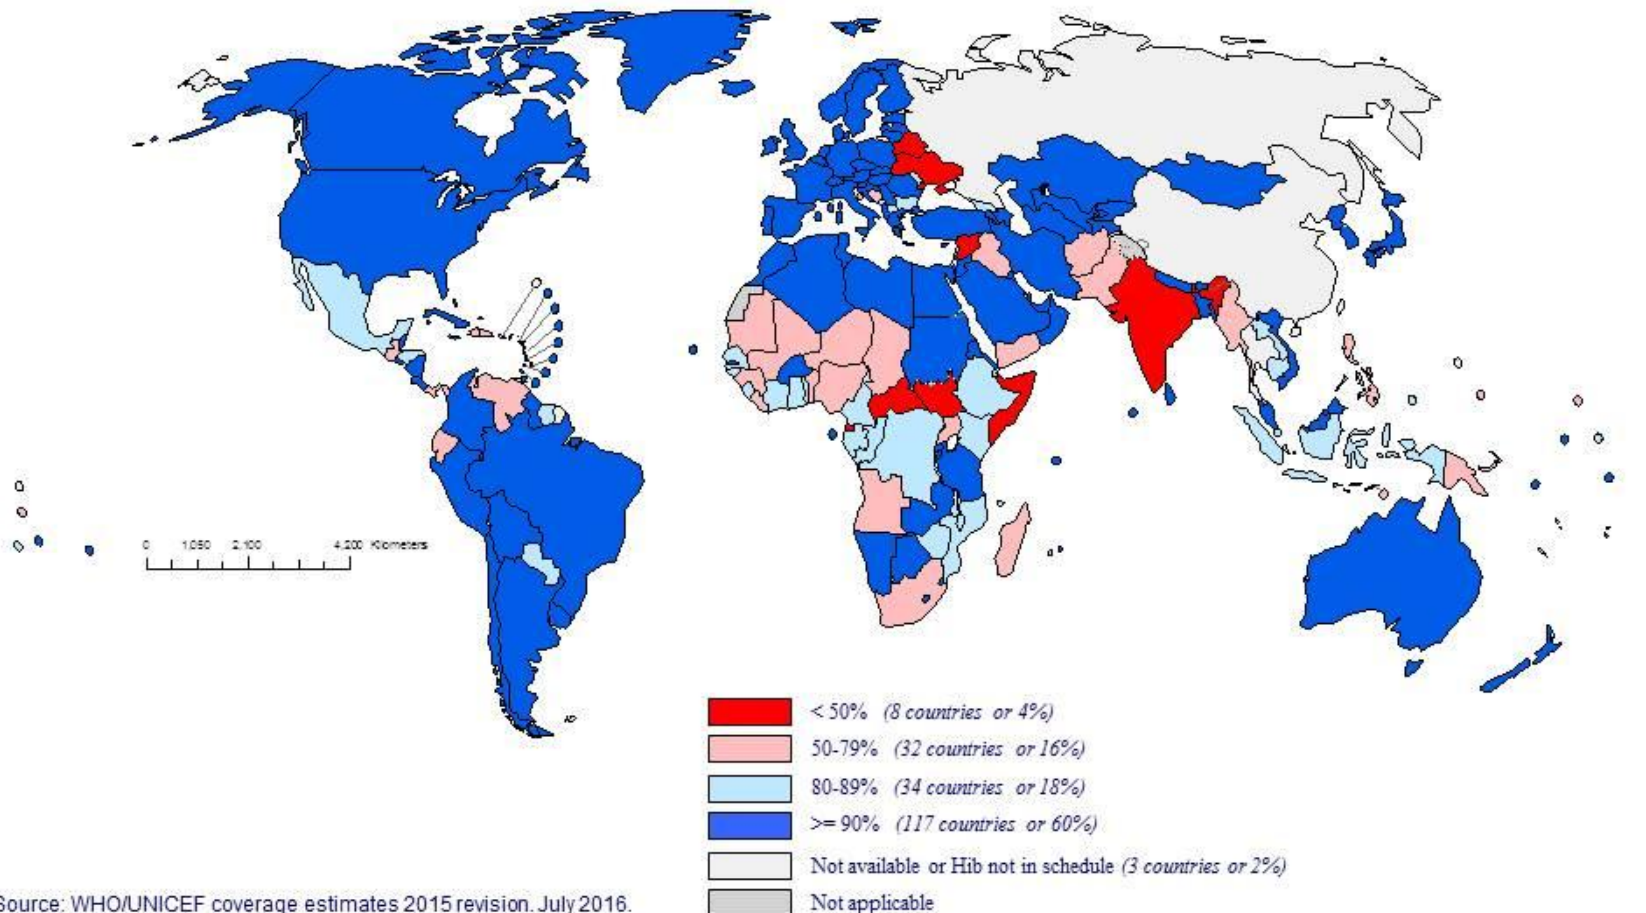 0 1,050 2,100 4,200 Kilometers
< 50% (8 countries or 4%)
50-79% (32 countries or 16%)
80-89% (34 countries or 18%)
>= 90% (117 countries or 60%)
Not available or Hib not in schedule (3 countries or 2%)
Not applicable
Source: WHO/UNICEF coverage estimates 2015 revision. July 2016.